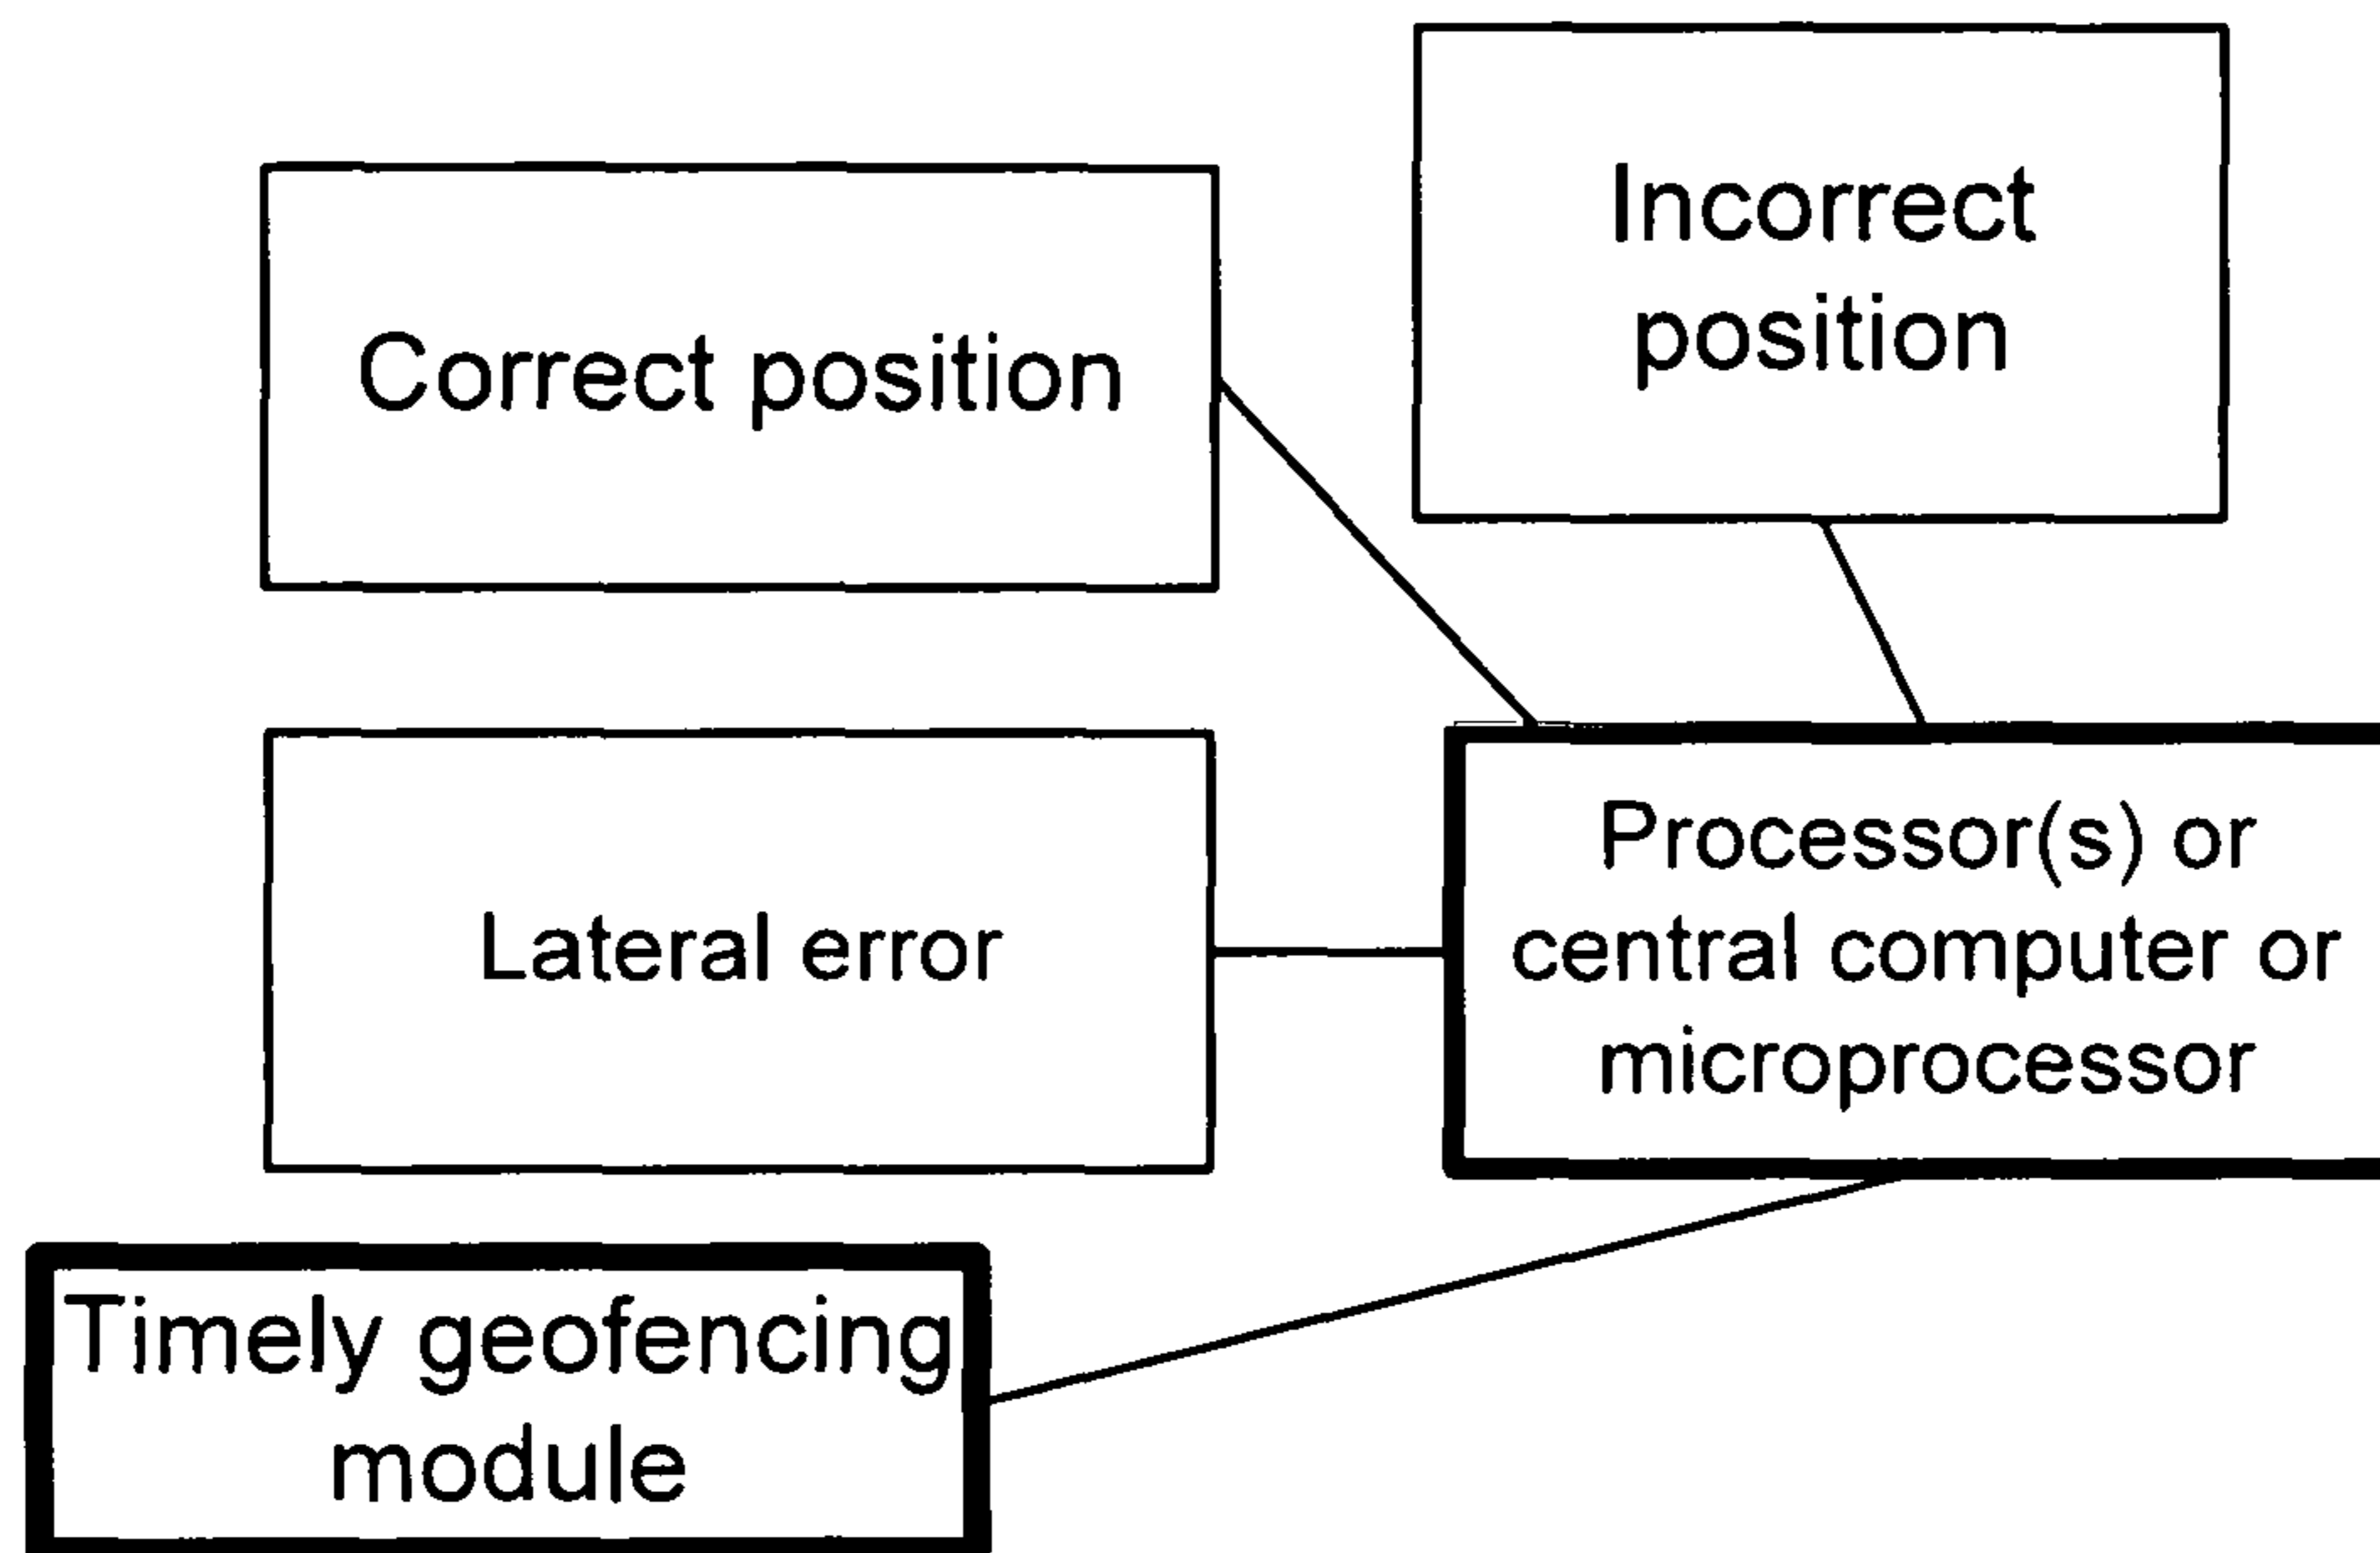 Incorrect
position
Correct position
Processor(s) or
central computer or
microprocessor
Lateral error
Timely geofencing
module